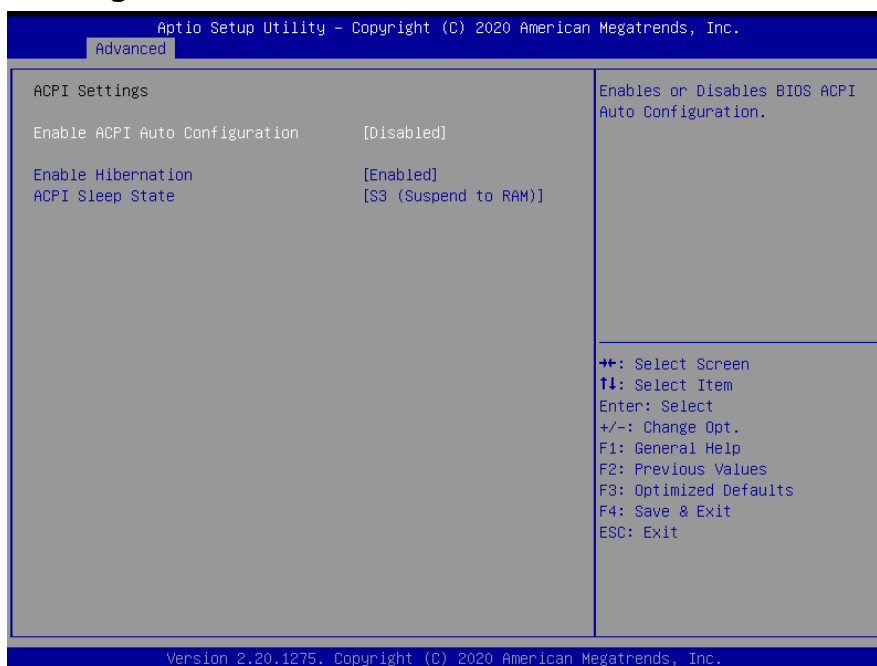 Aptio Setup Utility – Copyright (C) 2020 American Megatrends, Inc.
Advanced
ACPI Settings
Enable ACPI Auto Configuration [Disabled]
Enable Hibernation [Enabled]
ACPI Sleep State [S3 (Suspend to RAM)]
Enables or Disables BIOS ACPI
Auto Configuration.
→←: Select Screen
↑↓: Select Item
Enter: Select
+/-: Change Opt.
F1: General Help
F2: Previous Values
F3: Optimized Defaults
F4: Save & Exit
ESC: Exit
Version 2.20.1275. Copyright (C) 2020 American Megatrends, Inc.